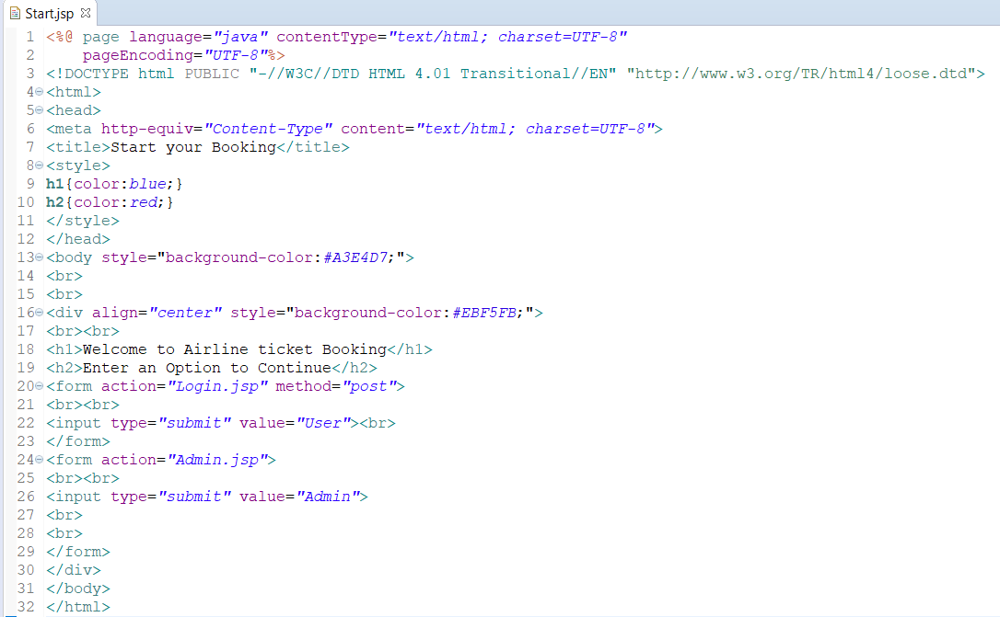 Start.jsp
1 <%@ page language="java" contentType="text/html; charset=UTF-8"
2     pageEncoding="UTF-8"%>
3 <!DOCTYPE html PUBLIC "-//W3C//DTD HTML 4.01 Transitional//EN" "http://www.w3.org/TR/html4/loose.dtd">
4 <html>
5 <head>
6 <meta http-equiv="Content-Type" content="text/html; charset=UTF-8">
7 <title>Start your Booking</title>
8 <style>
9 h1{color:blue;}
10 h2{color:red;}
11 </style>
12 </head>
13 <body style="background-color:#A3E4D7;">
14 <br>
15 <br>
16 <div align="center" style="background-color:#EBF5FB;">
17 <br><br>
18 <h1>Welcome to Airline ticket Booking</h1>
19 <h2>Enter an Option to Continue</h2>
20 <form action="Login.jsp" method="post">
21 <br><br>
22 <input type="submit" value="User"><br>
23 </form>
24 <form action="Admin.jsp">
25 <br><br>
26 <input type="submit" value="Admin">
27 <br>
28 <br>
29 </form>
30 </div>
31 </body>
32 </html>